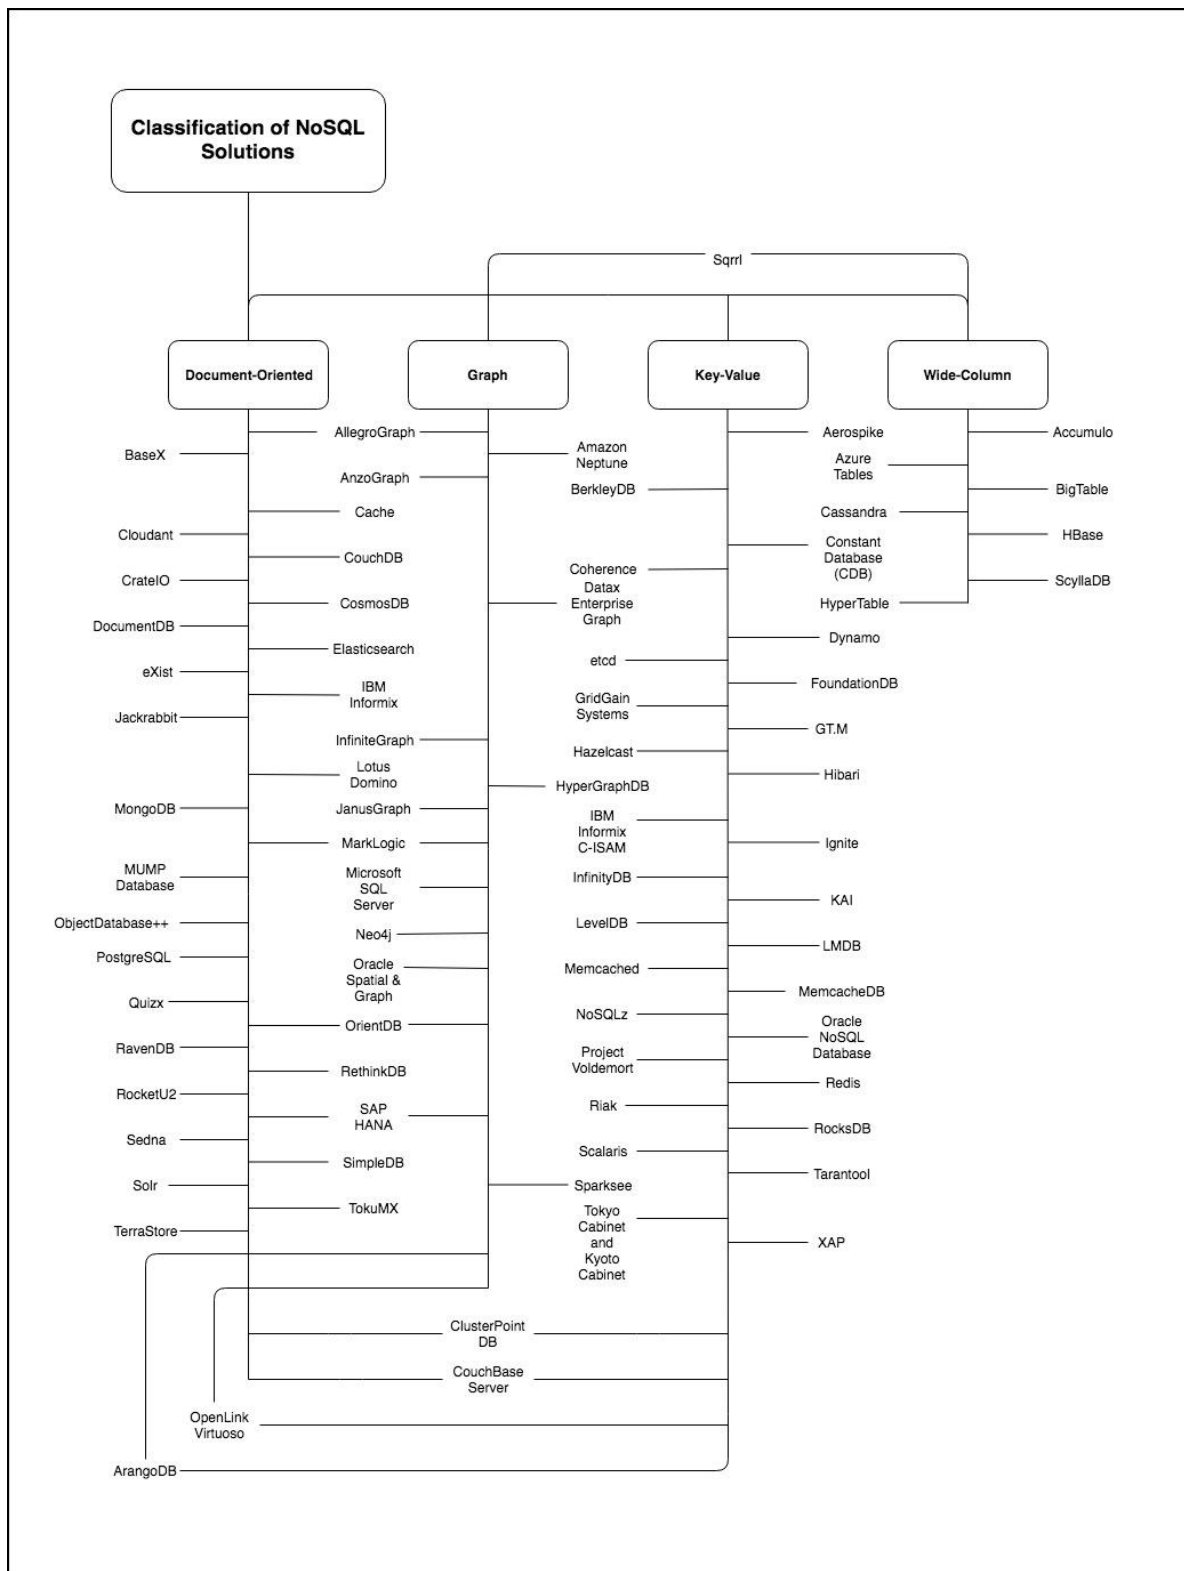 Classification of NoSQL
Solutions
Sqrrl
Document-Oriented
Graph
Key-Value
Wide-Column
AllegroGraph
Aerospike
Accumulo
BaseX
Amazon
Neptune
Azure
Tables
AnzoGraph
BerkleyDB
BigTable
Cache
Cassandra
Cloudant
HBase
CouchDB
Constant
Database
(CDB)
Coherence
CrateIO
ScyllaDB
CosmosDB
Datax
Enterprise
Graph
HyperTable
DocumentDB
Dynamo
Elasticsearch
etcd
eXist
FoundationDB
IBM
Informix
GridGain
Systems
Jackrabbit
GT.M
InfiniteGraph
Hazelcast
Lotus
Domino
Hibari
HyperGraphDB
MongoDB
JanusGraph
IBM
Informix
C-ISAM
MarkLogic
Ignite
MUMP
Database
Microsoft
SQL
Server
InfinityDB
KAI
ObjectDatabase++
LevelDB
Neo4j
LMDB
PostgreSQL
Oracle
Spatial &
Graph
Memcached
MemcacheDB
Quizx
NoSQLz
OrientDB
Oracle
NoSQL
Database
RavenDB
Project
Voldemort
RethinkDB
Redis
RocketU2
SAP
HANA
Riak
RocksDB
Sedna
Scalaris
SimpleDB
Tarantool
Solr
Sparksee
TokuMX
Tokyo
Cabinet
and
Kyoto
Cabinet
TerraStore
XAP
ClusterPoint
DB
CouchBase
Server
OpenLink
Virtuoso
ArangoDB